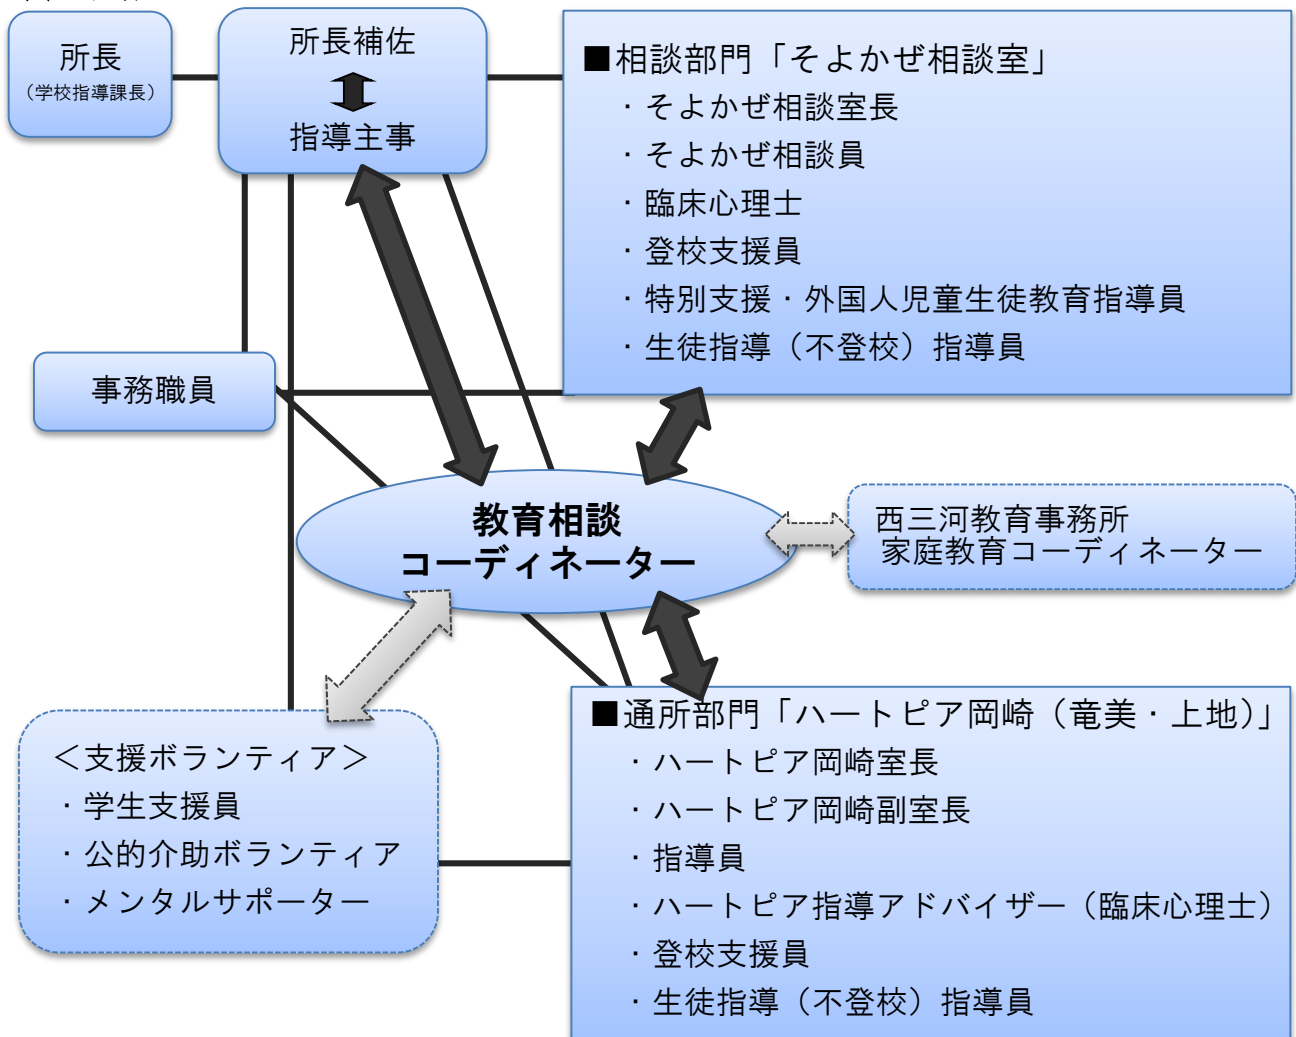 所長
（学校指導課長）
所長補佐
指導主事
■相談部門「そよかぜ相談室」
・そよかぜ相談室長
・そよかぜ相談員
・臨床心理士
・登校支援員
・特別支援・外国人児童生徒教育指導員
・生徒指導（不登校）指導員
事務職員
教育相談
コーディネーター
西三河教育事務所
家庭教育コーディネーター
＜支援ボランティア＞
・学生支援員
・公的介助ボランティア
・メンタルサポーター
■通所部門「ハートピア岡崎（竜美・上地）」
・ハートピア岡崎室長
・ハートピア岡崎副室長
・指導員
・ハートピア指導アドバイザー（臨床心理士）
・登校支援員
・生徒指導（不登校）指導員